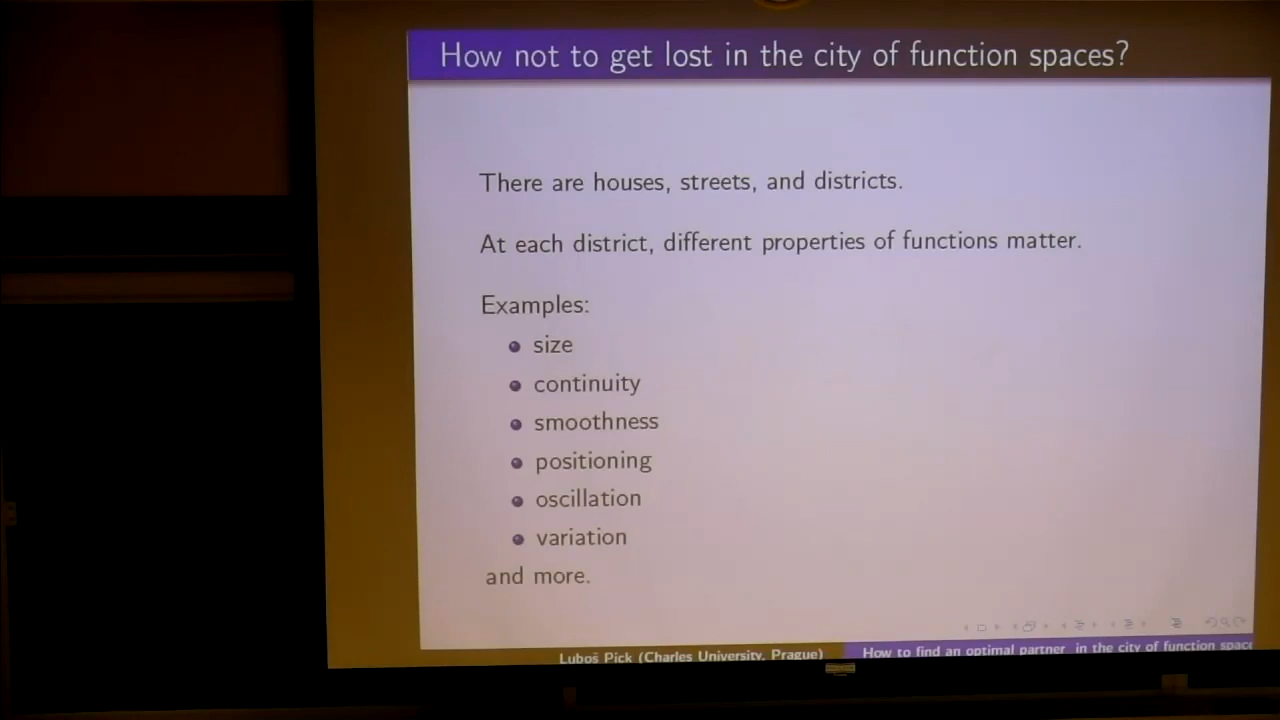 How not to get lost in the city of function spaces?
There are houses, streets, and districts.
At each district, different properties of functions matter.
Examples:
size
continuity
smoothness
positioning
oscillation
variation
and more.
Luboš Pick (Charles University, Prague)
How to find an optimal partner in the city of function space